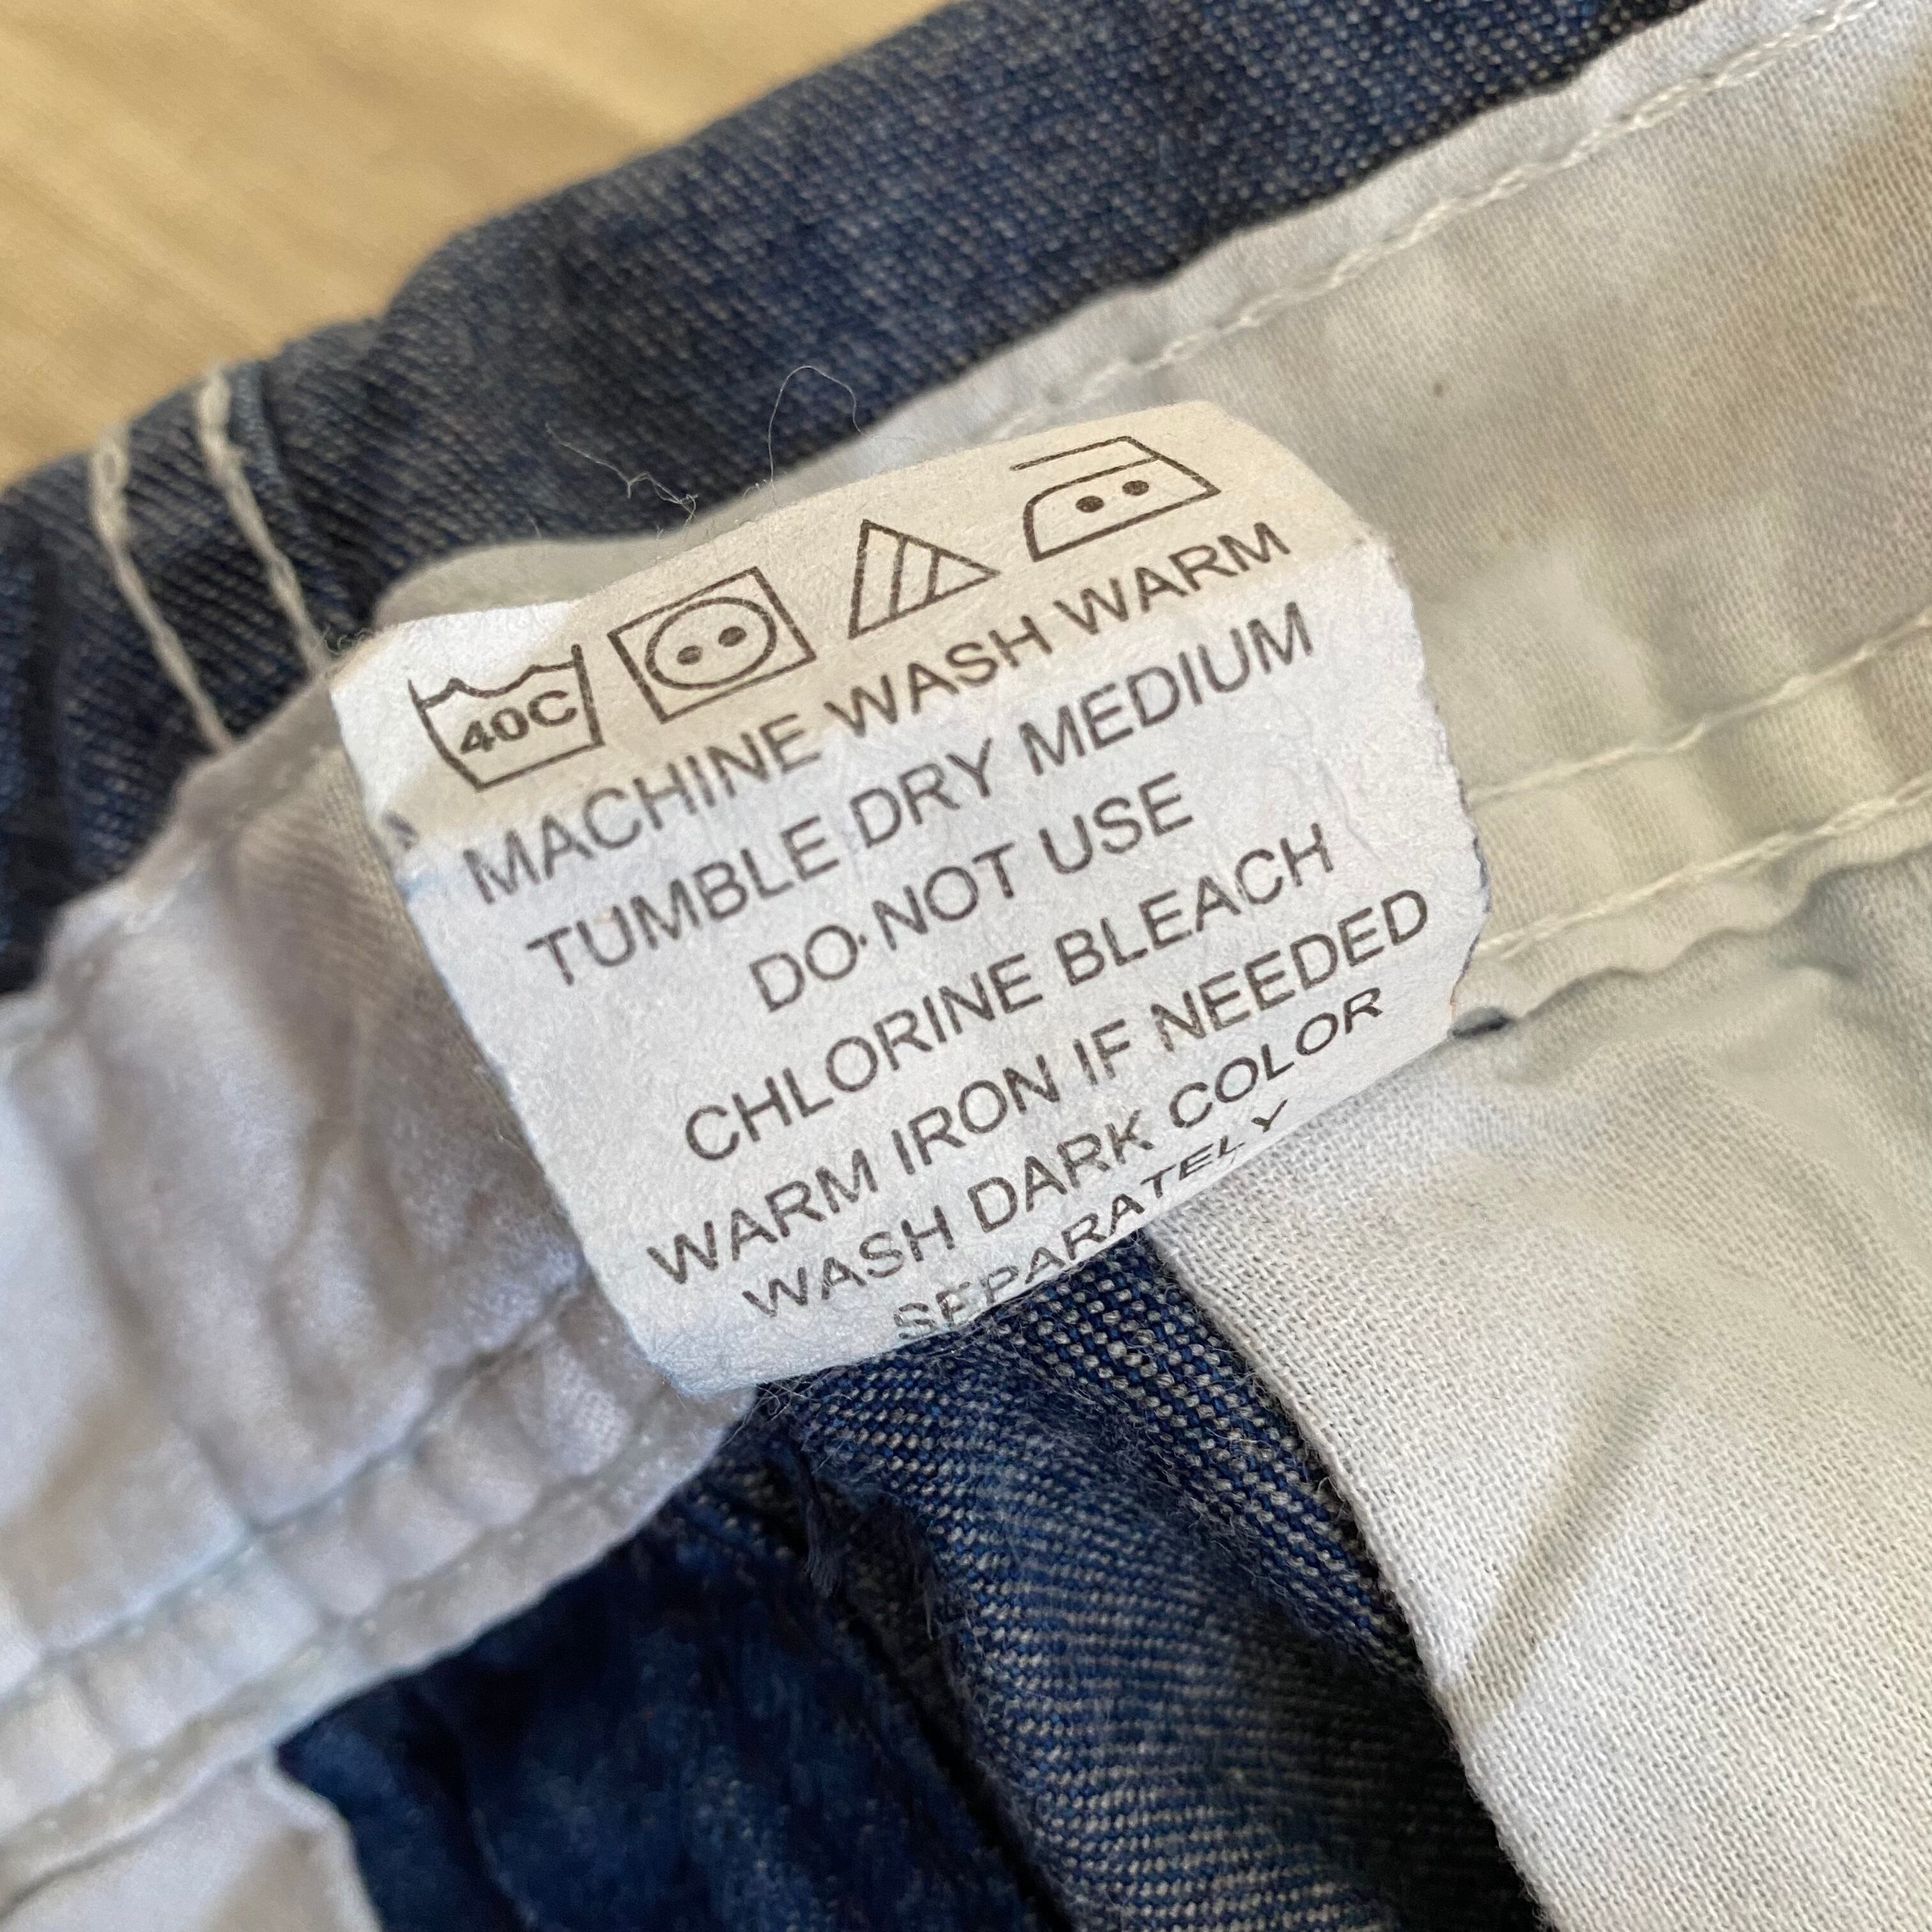 40C
MACHINE WASH WARM
TUMBLE DRY MEDIUM
DO NOT USE
CHLORINE BLEACH
WARM IRON IF NEEDED
WASH DARK COLOR
SEPARATELY